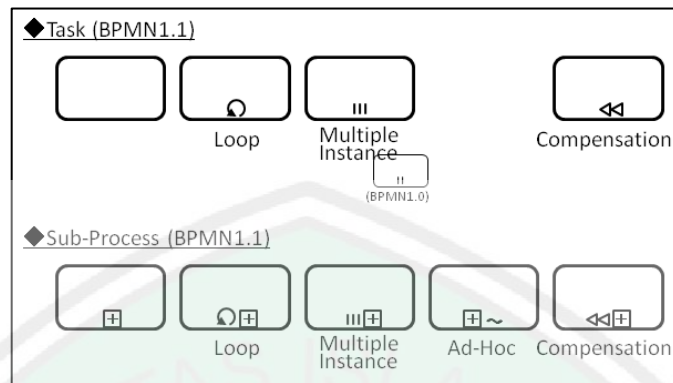 ◆Task (BPMN1.1)
Loop
Multiple
Instance
Compensation
(BPMN1.0)
◆Sub-Process (BPMN1.1)
Loop
Multiple
Instance
Ad-Hoc
Compensation